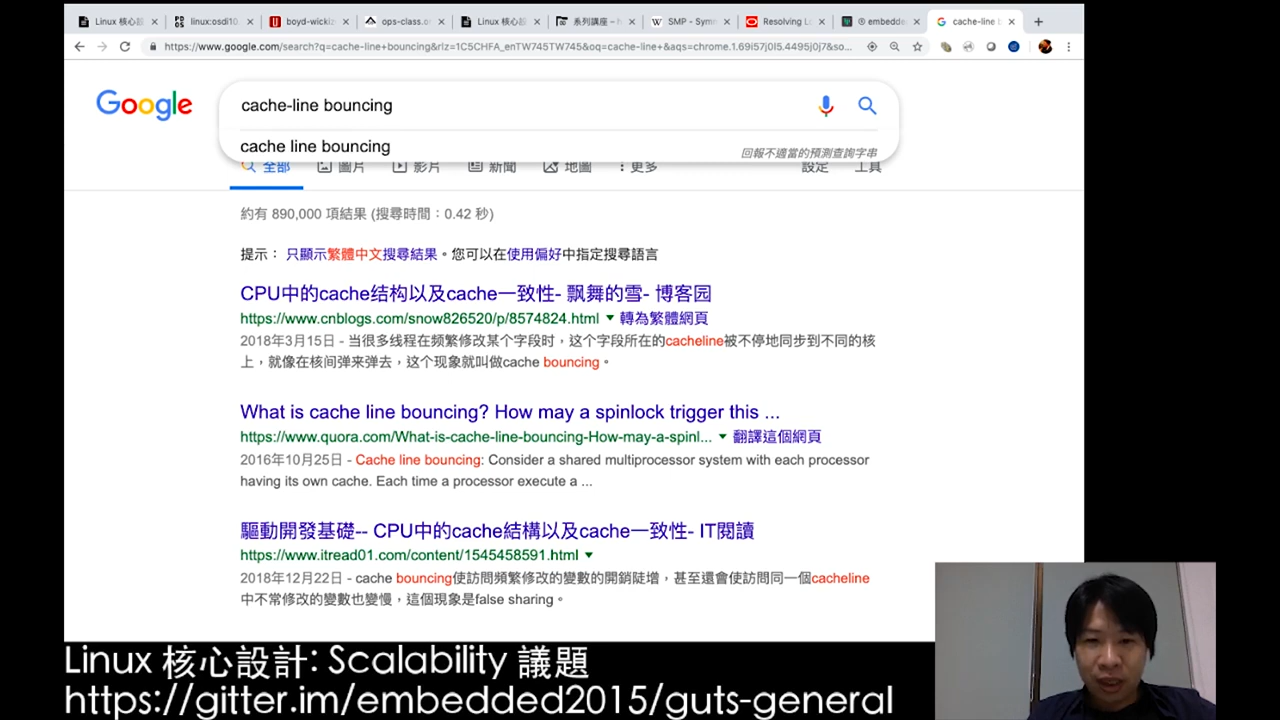 Linux 核心設
linux:osdi10
boyd-wickiz
ops-class.o
Linux 核心設
系列講座 – h
SMP - Symn
Resolving L
embedde
cache-line b
https://www.google.com/search?q=cache-line+bouncing&rlz=1C5CHFA_enTW745TW745&oq=cache-line+&aqs=chrome.1.69i57j0l5.4495j0j7&so...
Google
cache-line bouncing
cache line bouncing
回報不適當的預測查詢字串
全部 圖片 影片 新聞 地圖 更多 設定 工具
約有 890,000 項結果 (搜尋時間：0.42 秒)
提示： 只顯示繁體中文搜尋結果。您可以在使用偏好中指定搜尋語言
CPU中的cache结构以及cache一致性- 飘舞的雪- 博客园
https://www.cnblogs.com/snow826520/p/8574824.html 轉為繁體網頁
2018年3月15日 - 当很多线程在频繁修改某个字段时，这个字段所在的cacheline被不停地同步到不同的核
上，就像在核间弹来弹去，这个现象就叫做cache bouncing。
What is cache line bouncing? How may a spinlock trigger this ...
https://www.quora.com/What-is-cache-line-bouncing-How-may-a-spinl... 翻譯這個網頁
2016年10月25日 - Cache line bouncing: Consider a shared multiprocessor system with each processor
having its own cache. Each time a processor execute a ...
驅動開發基礎-- CPU中的cache結構以及cache一致性- IT閱讀
https://www.itread01.com/content/1545458591.html
2018年12月22日 - cache bouncing使訪問頻繁修改的變數的開銷陡增，甚至還會使訪問同一個cacheline
中不常修改的變數也變慢，這個現象是false sharing。
Linux 核心設計: Scalability 議題
https://gitter.im/embedded2015/guts-general